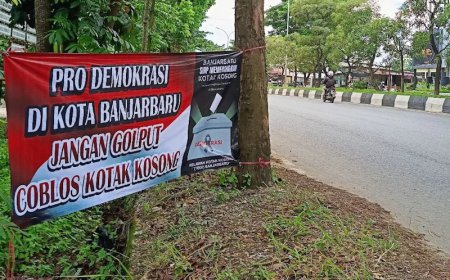 PRO DEMOKRASI
DI KOTA BANJARBARU
JANGAN GOLPUT
COBLOS KOTAK KOSONG
BANJARBARU
SIAP MEMENANGKAN
KOTAK KOSONG